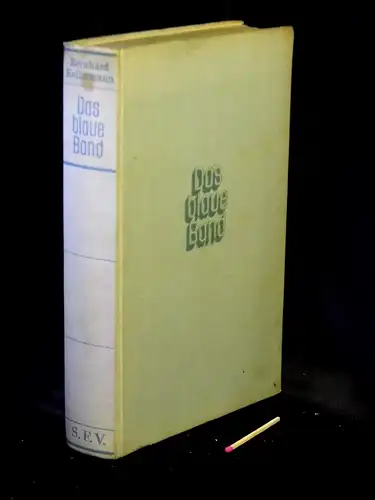 Bernhard
Kellermann
Das
blaue
Band
S.F.V.
Das
blaue
Band